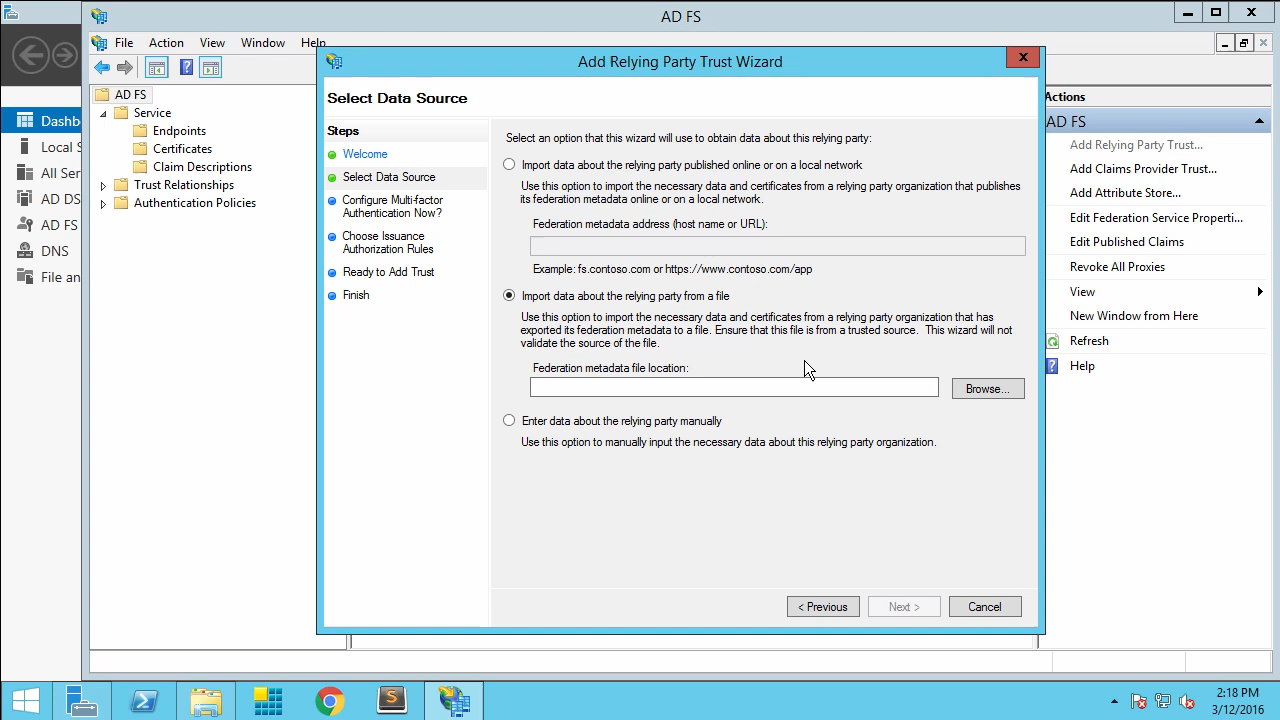 AD FS
File Action View Window Help
Dashb
Local S
All Ser
AD DS
AD FS
DNS
File an
AD FS
Service
Endpoints
Certificates
Claim Descriptions
Trust Relationships
Authentication Policies
Add Relying Party Trust Wizard
Select Data Source
Steps
Welcome
Select Data Source
Configure Multi-factor
Authentication Now?
Choose Issuance
Authorization Rules
Ready to Add Trust
Finish
Select an option that this wizard will use to obtain data about this relying party:
Import data about the relying party published online or on a local network
Use this option to import the necessary data and certificates from a relying party organization that publishes
its federation metadata online or on a local network.
Federation metadata address (host name or URL):
Example: fs.contoso.com or https://www.contoso.com/app
Import data about the relying party from a file
Use this option to import the necessary data and certificates from a relying party organization that has
exported its federation metadata to a file. Ensure that this file is from a trusted source. This wizard will not
validate the source of the file.
Federation metadata file location:
Browse...
Enter data about the relying party manually
Use this option to manually input the necessary data about this relying party organization.
< Previous
Next >
Cancel
Actions
AD FS
Add Relying Party Trust...
Add Claims Provider Trust...
Add Attribute Store...
Edit Federation Service Properti...
Edit Published Claims
Revoke All Proxies
View
New Window from Here
Refresh
Help
2:18 PM
3/12/2016